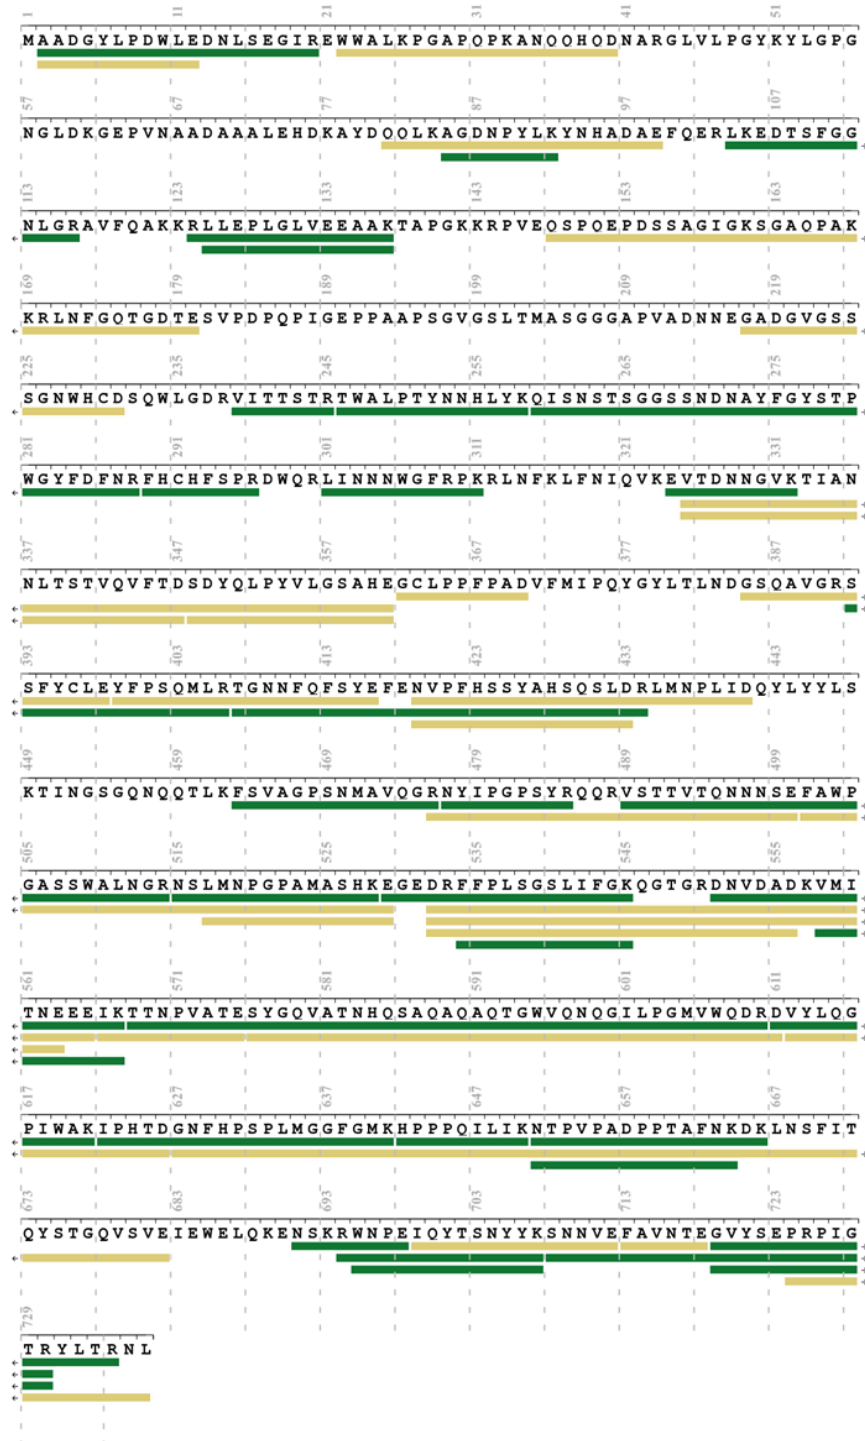 1 11 21 31 41 51
MAADGYLPDWLEDNLSEGIREWWALKPGAPQPKANQQHQDNARGLVLPGYKYLGPG
57 67 77 87 97 107
NGLDKGEPVNAADAAALEHDKAYDQQLKAGDNPYLKYNHADAEFQERLKEDTSFGG
113 123 133 143 153 163
NLGRAVFQAKKRLLEPLGLVEEAAKTAPGKKRPVEQSPQEPDSSAGIGKSGAQPAK
169 179 189 199 209 219
KRLNFGQTGDTESVPDPQPIGEPPAAPSGVGSLTMASGGGAPVADNNEGADGVGSS
225 235 245 255 265 275
SGNWHCDSQWLGDRVITTSTRTWALPTYNNHLYKQISNSTSGGSSNDNAYFGYSTP
281 291 301 311 321 331
WGYFDFNRFHCHFSPRDWQRLINNNWGFRPKRLNFKLFNIQVKEVTDNNGVKTIAN
337 347 357 367 377 387
NLTSTVQVFTDSDYQLPYVLGSAHEGCLPPFPADVFMIPQYGYLTLNDGSQAVGRS
393 403 413 423 433 443
SFYCLEYFPSQMLRTGNNFQFSYEFENVPFHSSYAHSQSLDRLMNPLIDQYLYYLS
449 459 469 479 489 499
KTINGSGQNQQTLKFSVAGPSNMAVQGRNYIPGPSYRQQRVSTTVTQNNNSEFAWP
505 515 525 535 545 555
GASSWALNGRNSLMNPGPAMASHKEGEDRFFPLSGSLIFGKQGTGRDNVDADKVMI
561 571 581 591 601 611
TNEEEIKTTNPVATESYGQVATNHQSAQAQAQTGWVQNQGILPGMVWQDRDVYLQG
617 627 637 647 657 667
PIWAKIPHTDGNFHPSPLMGGFGMKHPPPQILIKNTPVPADPPTAFNKDKLNSFIT
673 683 693 703 713 723
QYSTGQVSVEIEWELQKENSKRWNPEIQYTSNYYKSNNVEFAVNTEGVYSEPRPIG
729
TRYLTRNL